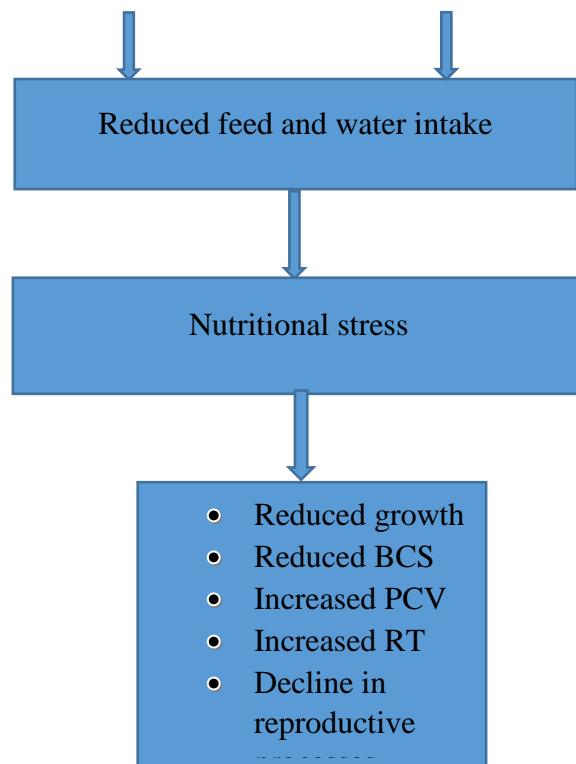 Reduced feed and water intake
Nutritional stress
• Reduced growth
• Reduced BCS
• Increased PCV
• Increased RT
• Decline in
reproductive